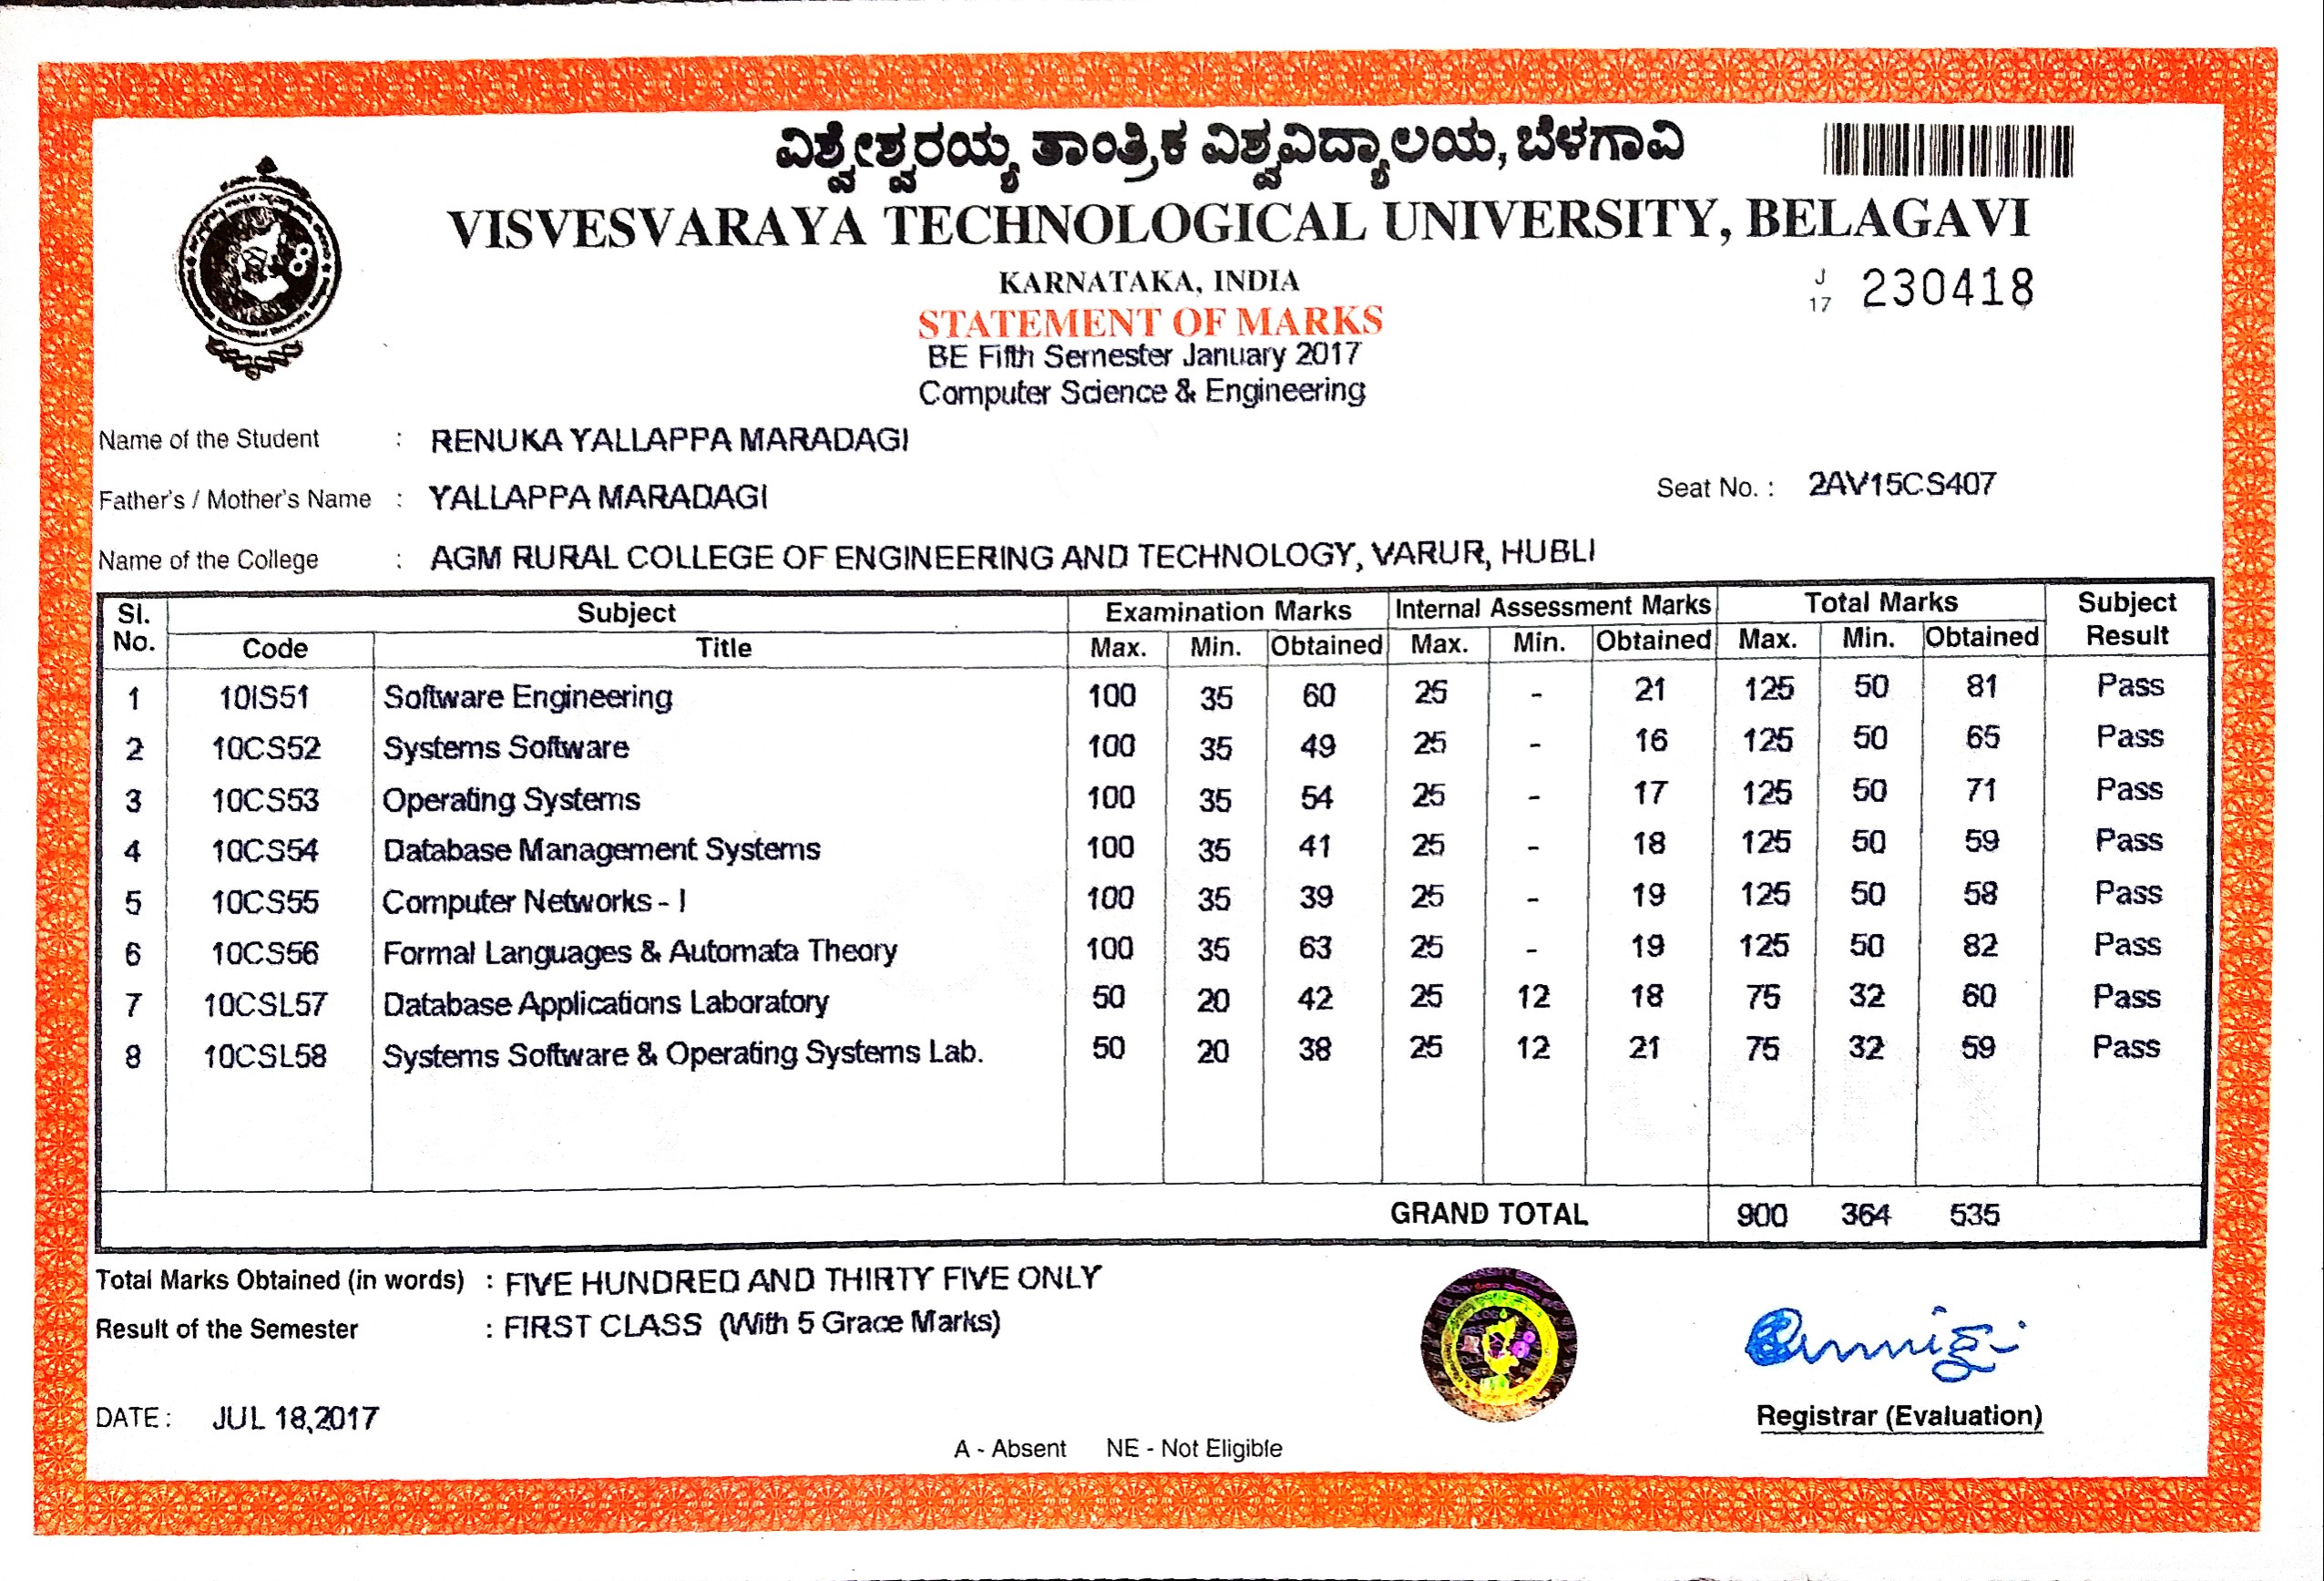 ವಿಶ್ವೇಶ್ವರಯ್ಯ ತಾಂತ್ರಿಕ ವಿಶ್ವವಿದ್ಯಾಲಯ, ಬೆಳಗಾವಿ
VISVESVARAYA TECHNOLOGICAL UNIVERSITY, BELAGAVI
KARNATAKA, INDIA
J 17 230418
STATEMENT OF MARKS
BE Fifth Semester January 2017
Computer Science & Engineering
Name of the Student : RENUKA YALLAPPA MARADAGI
Father's / Mother's Name : YALLAPPA MARADAGI Seat No. : 2AV15CS407
Name of the College : AGM RURAL COLLEGE OF ENGINEERING AND TECHNOLOGY, VARUR, HUBLI
Sl. No. Subject Examination Marks Internal Assessment Marks Total Marks Subject Result
Code Title Max. Min. Obtained Max. Min. Obtained Max. Min. Obtained
1 10IS51 Software Engineering 100 35 60 25 - 21 125 50 81 Pass
2 10CS52 Systems Software 100 35 49 25 - 16 125 50 65 Pass
3 10CS53 Operating Systems 100 35 54 25 - 17 125 50 71 Pass
4 10CS54 Database Management Systems 100 35 41 25 - 18 125 50 59 Pass
5 10CS55 Computer Networks - I 100 35 39 25 - 19 125 50 58 Pass
6 10CS56 Formal Languages & Automata Theory 100 35 63 25 - 19 125 50 82 Pass
7 10CSL57 Database Applications Laboratory 50 20 42 25 12 18 75 32 60 Pass
8 10CSL58 Systems Software & Operating Systems Lab. 50 20 38 25 12 21 75 32 59 Pass
GRAND TOTAL 900 364 535
Total Marks Obtained (in words) : FIVE HUNDRED AND THIRTY FIVE ONLY
Result of the Semester : FIRST CLASS (With 5 Grace Marks)
DATE : JUL 18,2017
Registrar (Evaluation)
A - Absent NE - Not Eligible